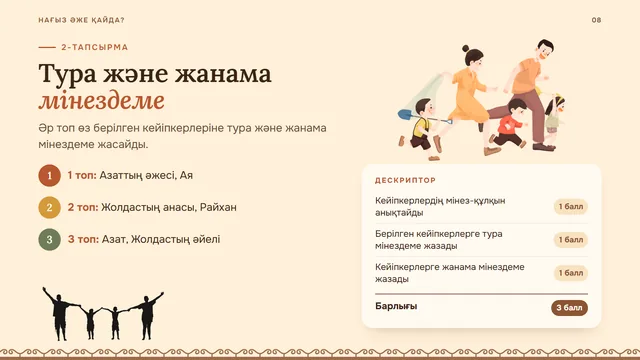 НАҒЫЗ ӘЖЕ ҚАЙДА?
08
2-ТАПСЫРМА
Тура және жанама
мінездеме
Әр топ өз берілген кейіпкерлеріне тура және жанама
мінездеме жасайды.
1 1 топ: Азаттың әжесі, Ая
2 2 топ: Жолдастың анасы, Райхан
3 3 топ: Азат, Жолдастың әйелі
ДЕСКРИПТОР
Кейіпкерлердің мінез-құлқын
анықтайды
1 балл
Берілген кейіпкерге тура
мінездеме жазады
1 балл
Кейіпкерлерге жанама мінездеме
жазады
1 балл
Барлығы
3 балл